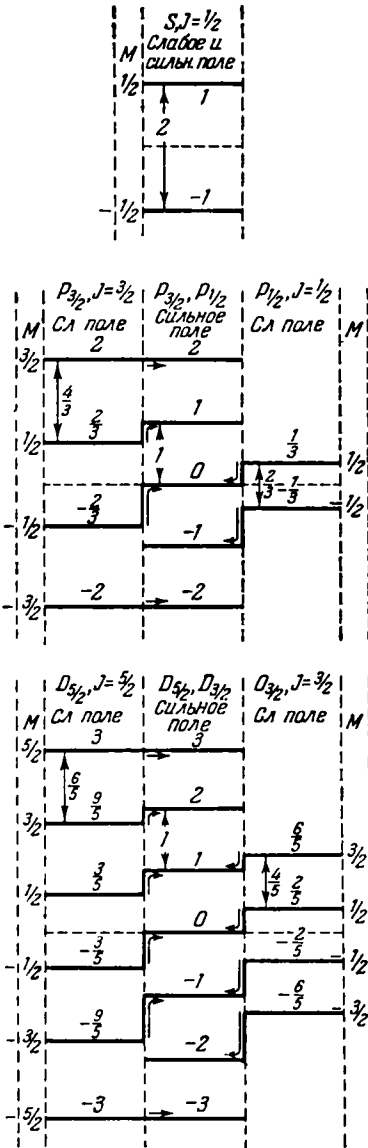 S, J=1/2
Слабое и
M сильн. поле
1/2 1
2
-1/2 -1
P3/2, J=3/2 P3/2, P1/2 P1/2, J=1/2
M Сл поле Сильное поле Сл поле M
3/2 2 2
4/3
1/2 2/3 1 1/3 1/2
1 0 2/3
-1/2 -2/3 -1 -1/3 -1/2
-3/2 -2 -2
D5/2, J=5/2 D5/2, D3/2 D3/2, J=3/2
M Сл поле Сильное поле Сл поле M
5/2 3 3
6/5
3/2 9/5 2
1 6/5 3/2
1/2 3/5 1 4/5 2/5 1/2
0
-1/2 -3/5 -1 -2/5 -1/2
-3/2 -9/5 -2 -6/5 -3/2
-5/2 -3 -3